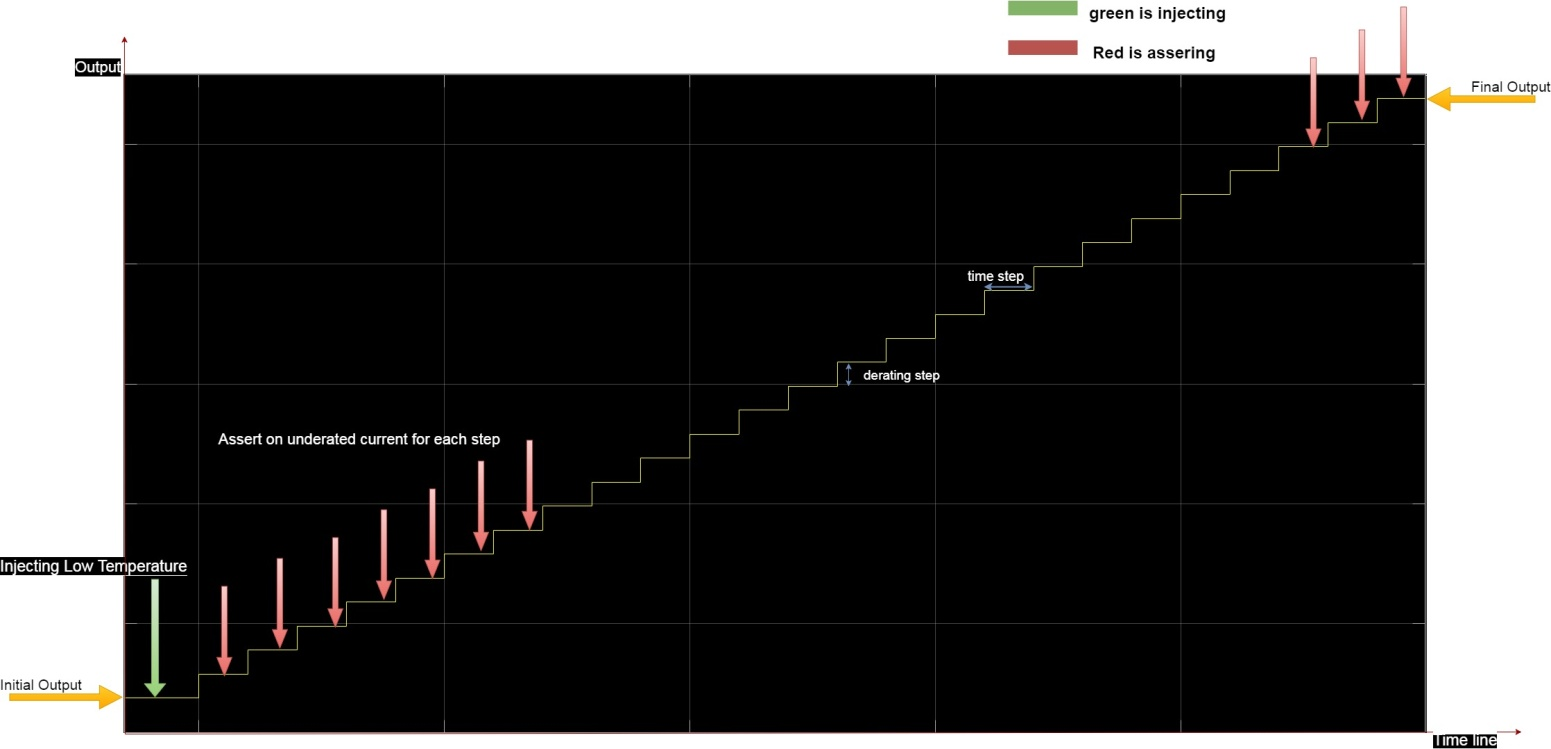 green is injecting
Red is assering
Output
Final Output
time step
derating step
Assert on underated current for each step
Injecting Low Temperature
Initial Output
Time line